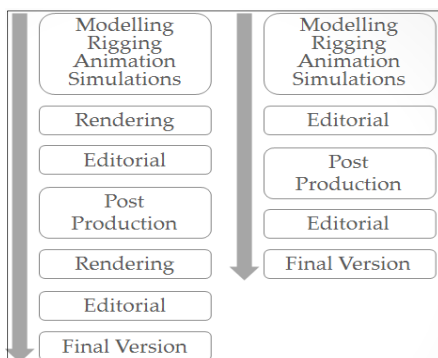 Modelling
Rigging
Animation
Simulations
Rendering
Editorial
Post
Production
Rendering
Editorial
Final Version
Modelling
Rigging
Animation
Simulations
Editorial
Post
Production
Editorial
Final Version